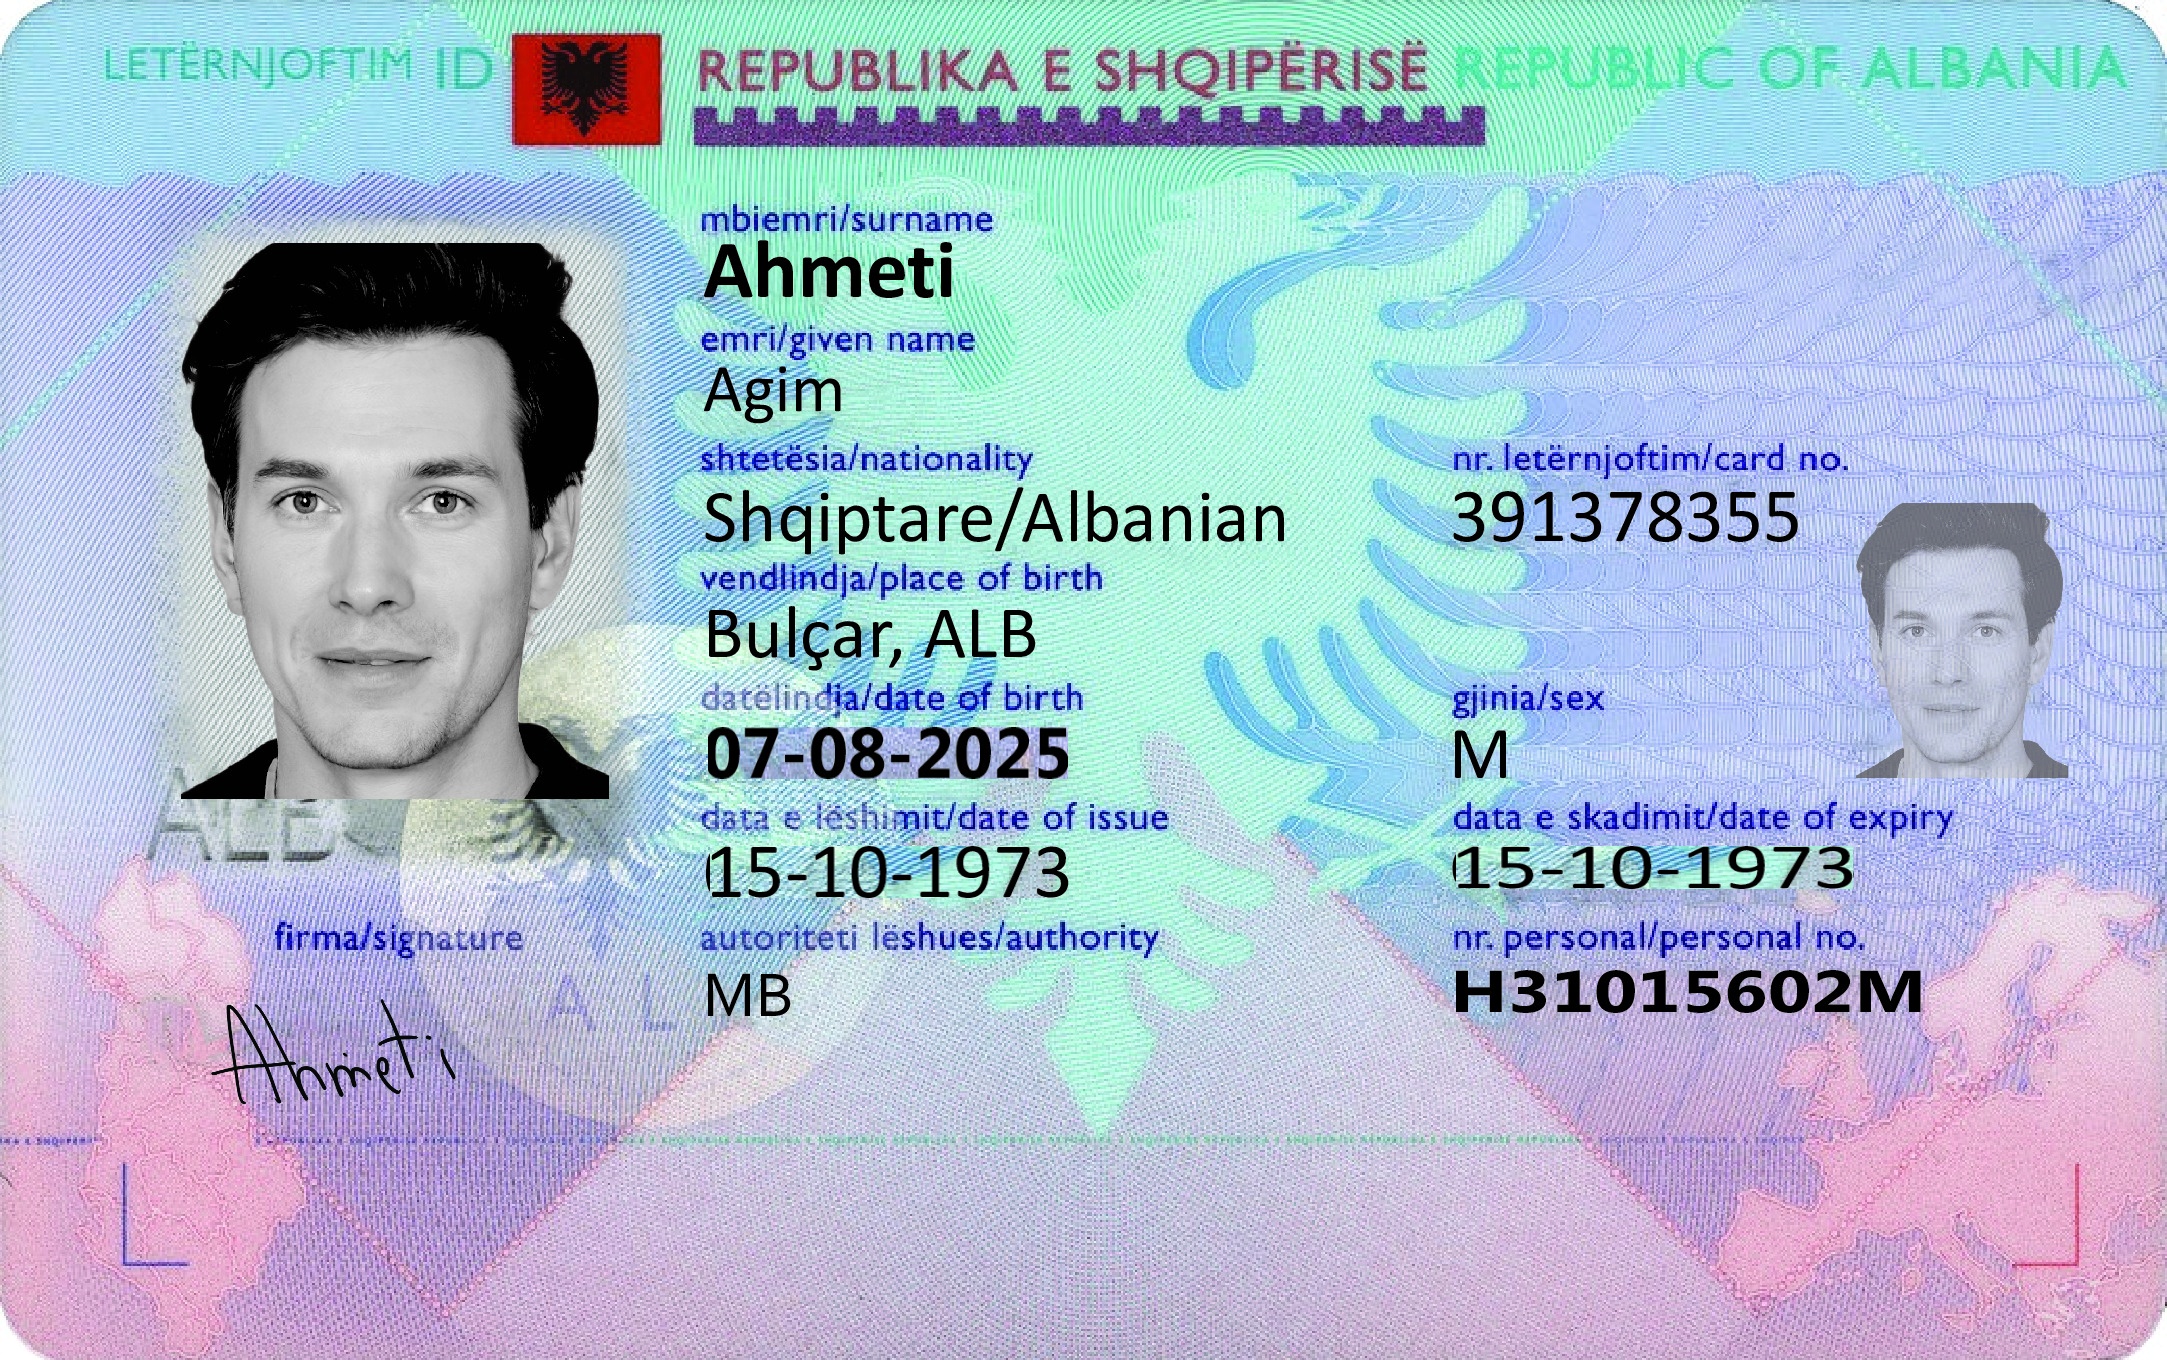 LETËRNJOFTIM ID REPUBLIKA E SHQIPËRISË REPUBLIC OF ALBANIA
mbiemri/surname
Ahmeti
emri/given name
Agim
shtetësia/nationality
Shqiptare/Albanian
nr. letërnjoftim/card no.
391378355
vendlindja/place of birth
Bulçar, ALB
datëlindja/date of birth
07-08-2025
gjinia/sex
M
data e lëshimit/date of issue
15-10-1973
data e skadimit/date of expiry
15-10-1973
autoriteti lëshues/authority
MB
nr. personal/personal no.
H31015602M
ALB
firma/signature
A L
Ahmeti